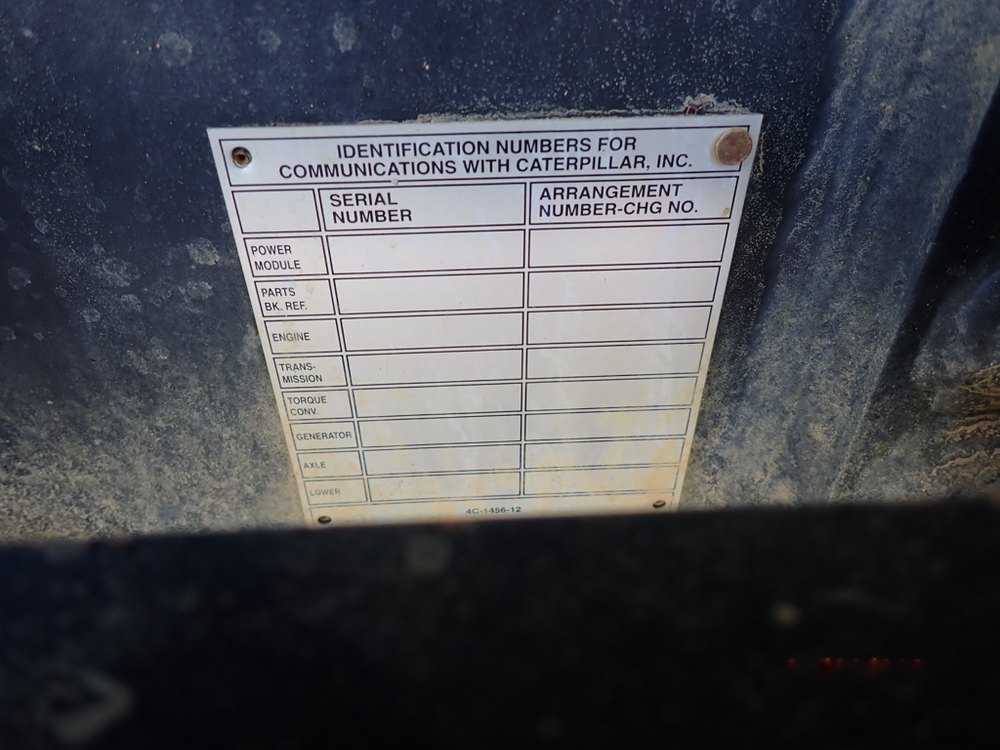 IDENTIFICATION NUMBERS FOR
COMMUNICATIONS WITH CATERPILLAR, INC.
SERIAL
NUMBER
ARRANGEMENT
NUMBER-CHG NO.
POWER
MODULE
PARTS
BK. REF.
ENGINE
TRANS-
MISSION
TORQUE
CONV.
GENERATOR
AXLE
LOWER
4C-1456-12